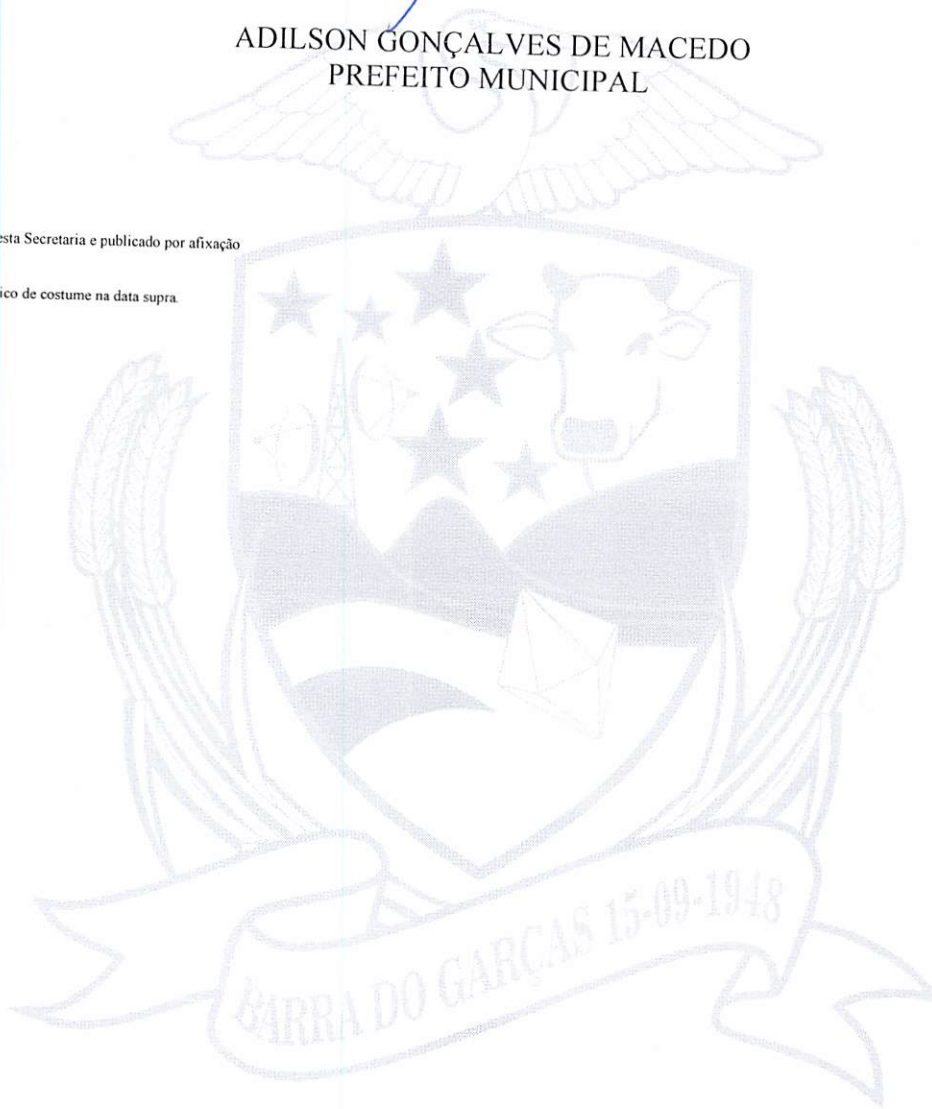 ADILSON GONÇALVES DE MACEDO
PREFEITO MUNICIPAL
esta Secretaria e publicado por afixação
ico de costume na data supra.
BARRA DO GARÇAS 15-09-1948